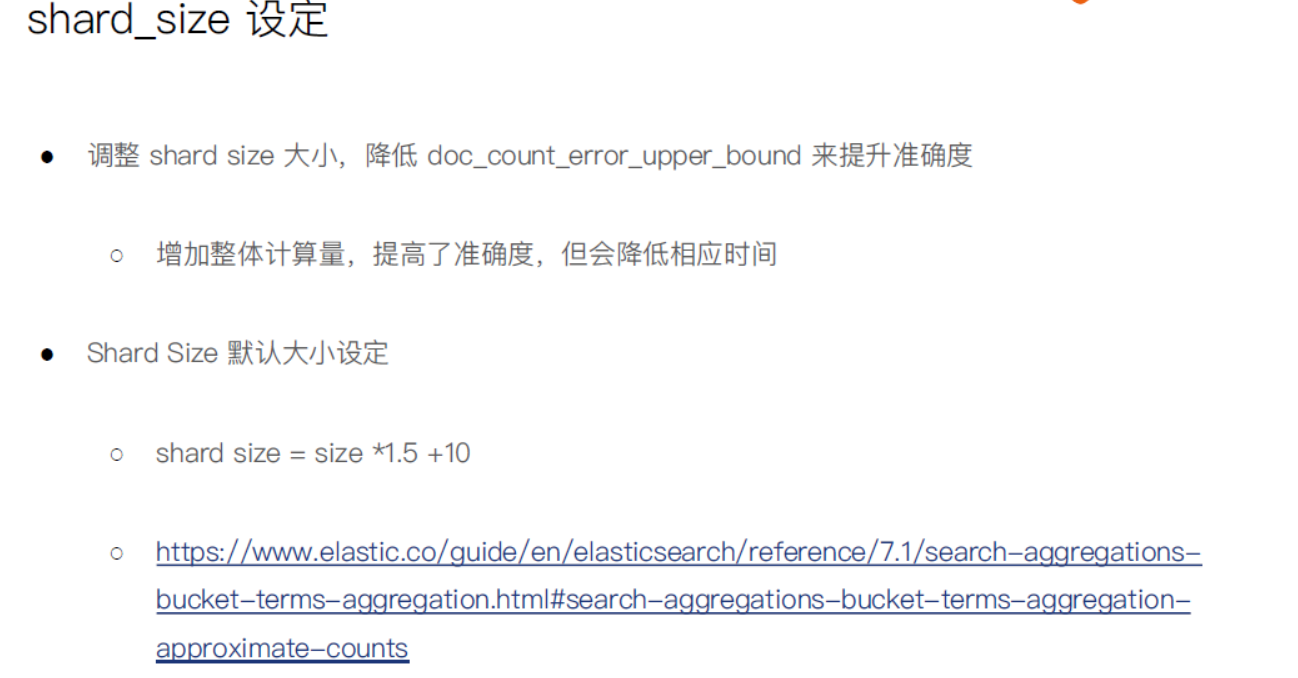 shard_size 设定
● 调整 shard size 大小，降低 doc_count_error_upper_bound 来提升准确度
○ 增加整体计算量，提高了准确度，但会降低相应时间
● Shard Size 默认大小设定
○ shard size = size *1.5 +10
○ https://www.elastic.co/guide/en/elasticsearch/reference/7.1/search-aggregations-
bucket-terms-aggregation.html#search-aggregations-bucket-terms-aggregation-
approximate-counts